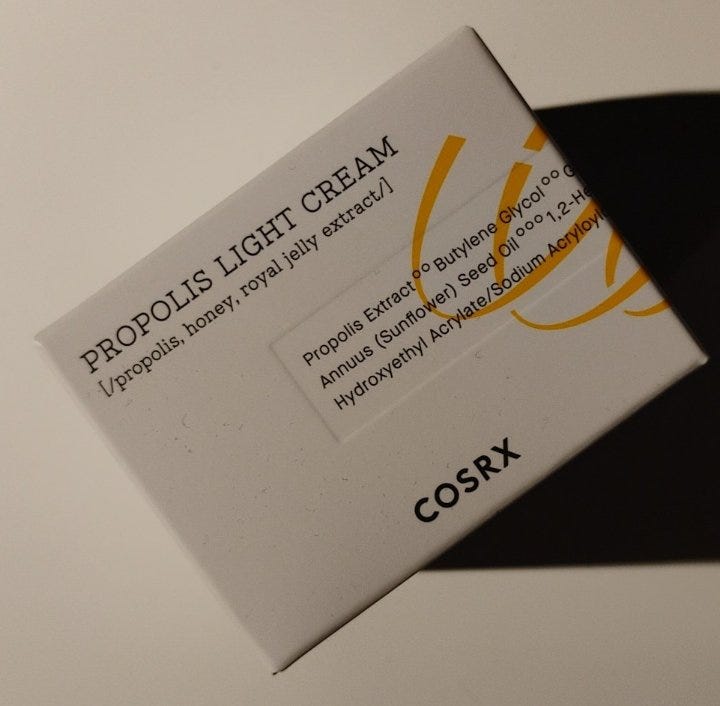 PROPOLIS LIGHT CREAM
[/propolis, honey, royal jelly extract/]
Propolis Extract°° Butylene Glycol°°
Annuus (Sunflower) Seed Oil°°° 1,2-
Hydroxyethyl Acrylate/Sodium
COSRX